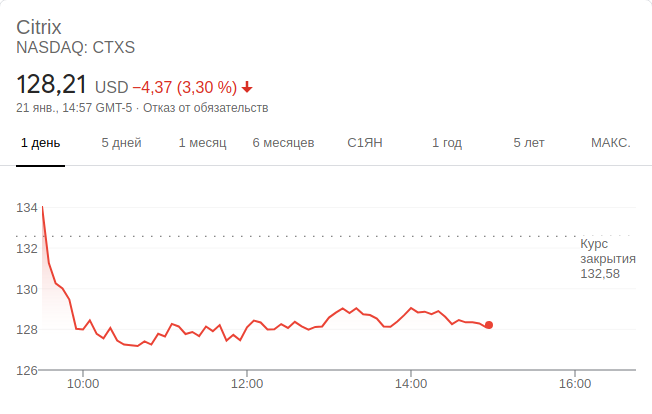 Citrix
NASDAQ: CTXS
128,21 USD −4,37 (3,30 %)
21 янв., 14:57 GMT-5 · Отказ от обязательств
1 день 5 дней 1 месяц 6 месяцев С1ЯН 1 год 5 лет МАКС.
134
132
130
128
126
Курс
закрытия
132,58
10:00 12:00 14:00 16:00